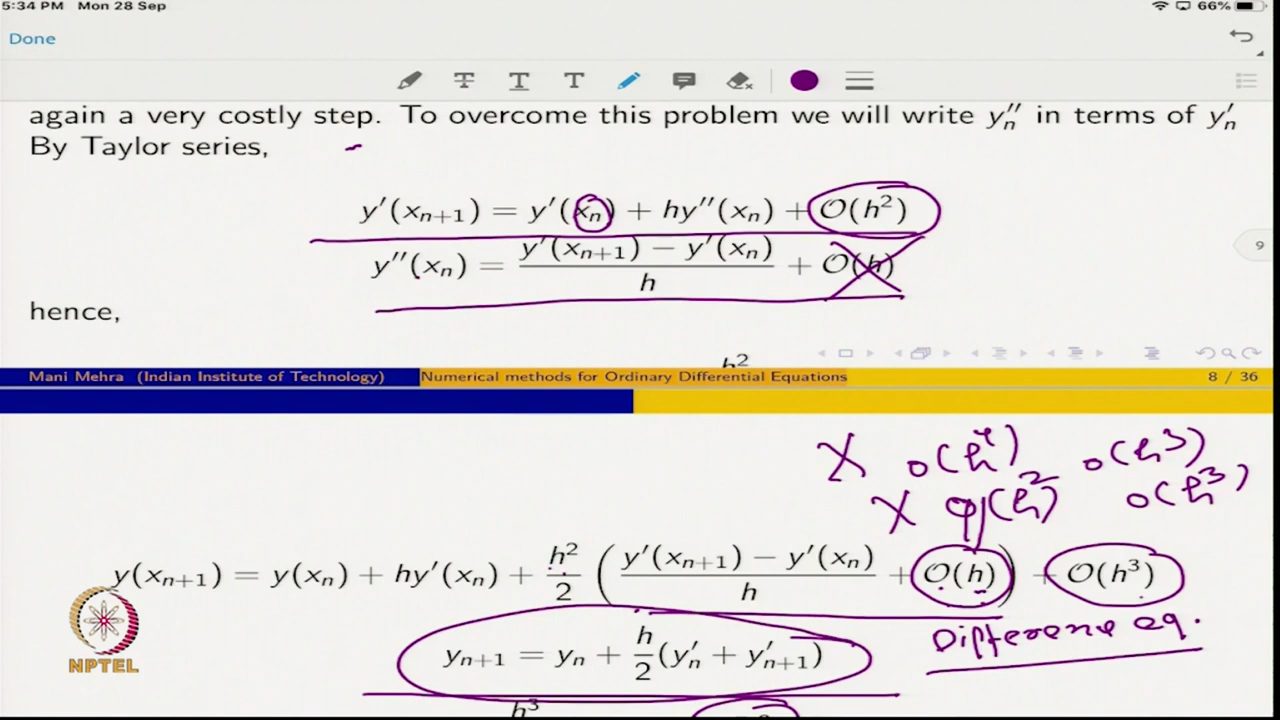 5:34 PM Mon 28 Sep 66%
Done
T T T
again a very costly step. To overcome this problem we will write y″ₙ in terms of y′ₙ
By Taylor series,
y′(xₙ₊₁) = y′(xₙ) + hy″(xₙ) + O(h²)
y″(xₙ) = (y′(xₙ₊₁) − y′(xₙ))/h + O(h)
9
hence,
h²
Mani Mehra (Indian Institute of Technology) Numerical methods for Ordinary Differential Equations 8 / 36
X O(h⁴) O(h³)
X O(h²) O(h³)
y(xₙ₊₁) = y(xₙ) + hy′(xₙ) + h²/2 ( (y′(xₙ₊₁) − y′(xₙ))/h + O(h) ) + O(h³)
Difference eq.
yₙ₊₁ = yₙ + h/2 (y′ₙ + y′ₙ₊₁)
h³
NPTEL